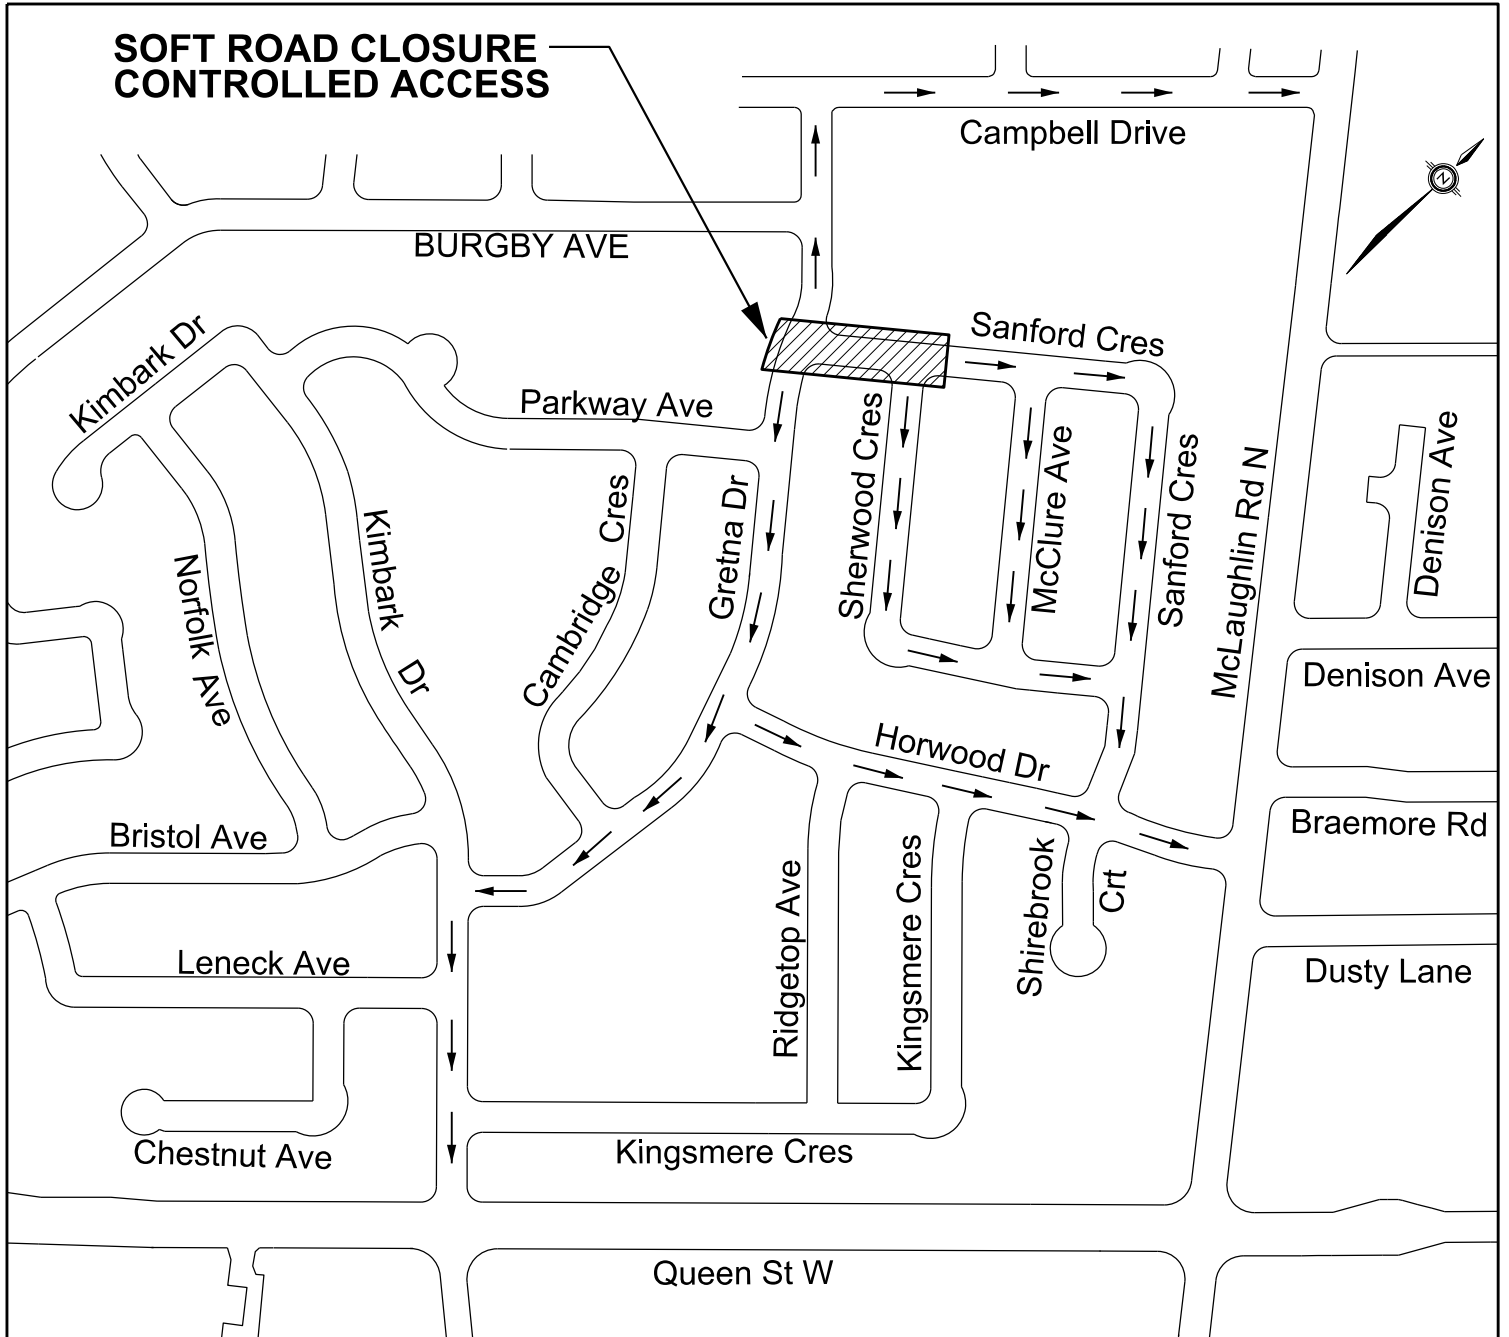 SOFT ROAD CLOSURE
CONTROLLED ACCESS
Campbell Drive
N
BURGBY AVE
Sanford Cres
Kimbark Dr
Parkway Ave
Sherwood Cres
McClure Ave
Sanford Cres
McLaughlin Rd N
Denison Ave
Gretna Dr
Cambridge Cres
Kimbark Dr
Norfolk Ave
Denison Ave
Horwood Dr
Bristol Ave
Braemore Rd
Leneck Ave
Ridgetop Ave
Kingsmere Cres
Shirebrook
Crt
Dusty Lane
Chestnut Ave
Kingsmere Cres
Queen St W